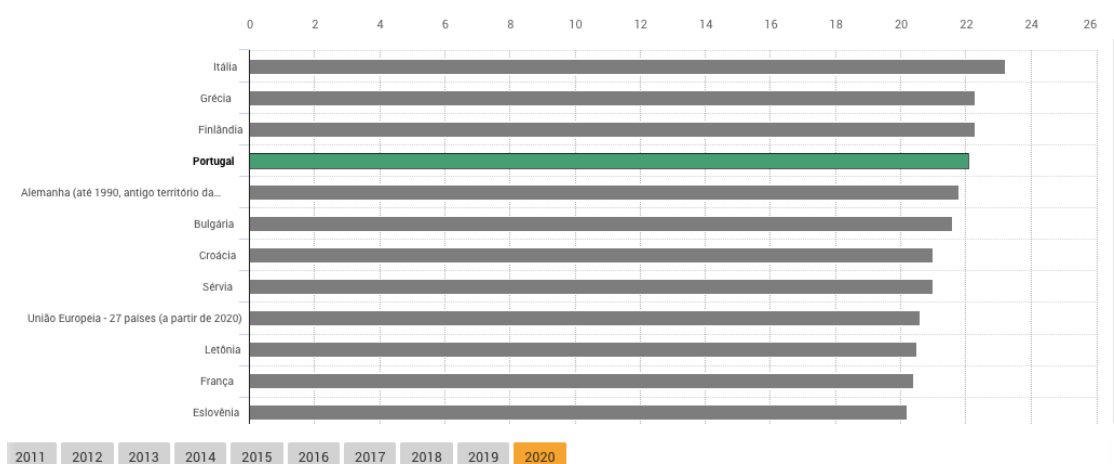 0 2 4 6 8 10 12 14 16 18 20 22 24 26
Itália
Grécia
Finlândia
Portugal
Alemanha (até 1990, antigo território da...
Bulgária
Croácia
Sérvia
União Europeia - 27 países (a partir de 2020)
Letônia
França
Eslovênia
2011 2012 2013 2014 2015 2016 2017 2018 2019 2020